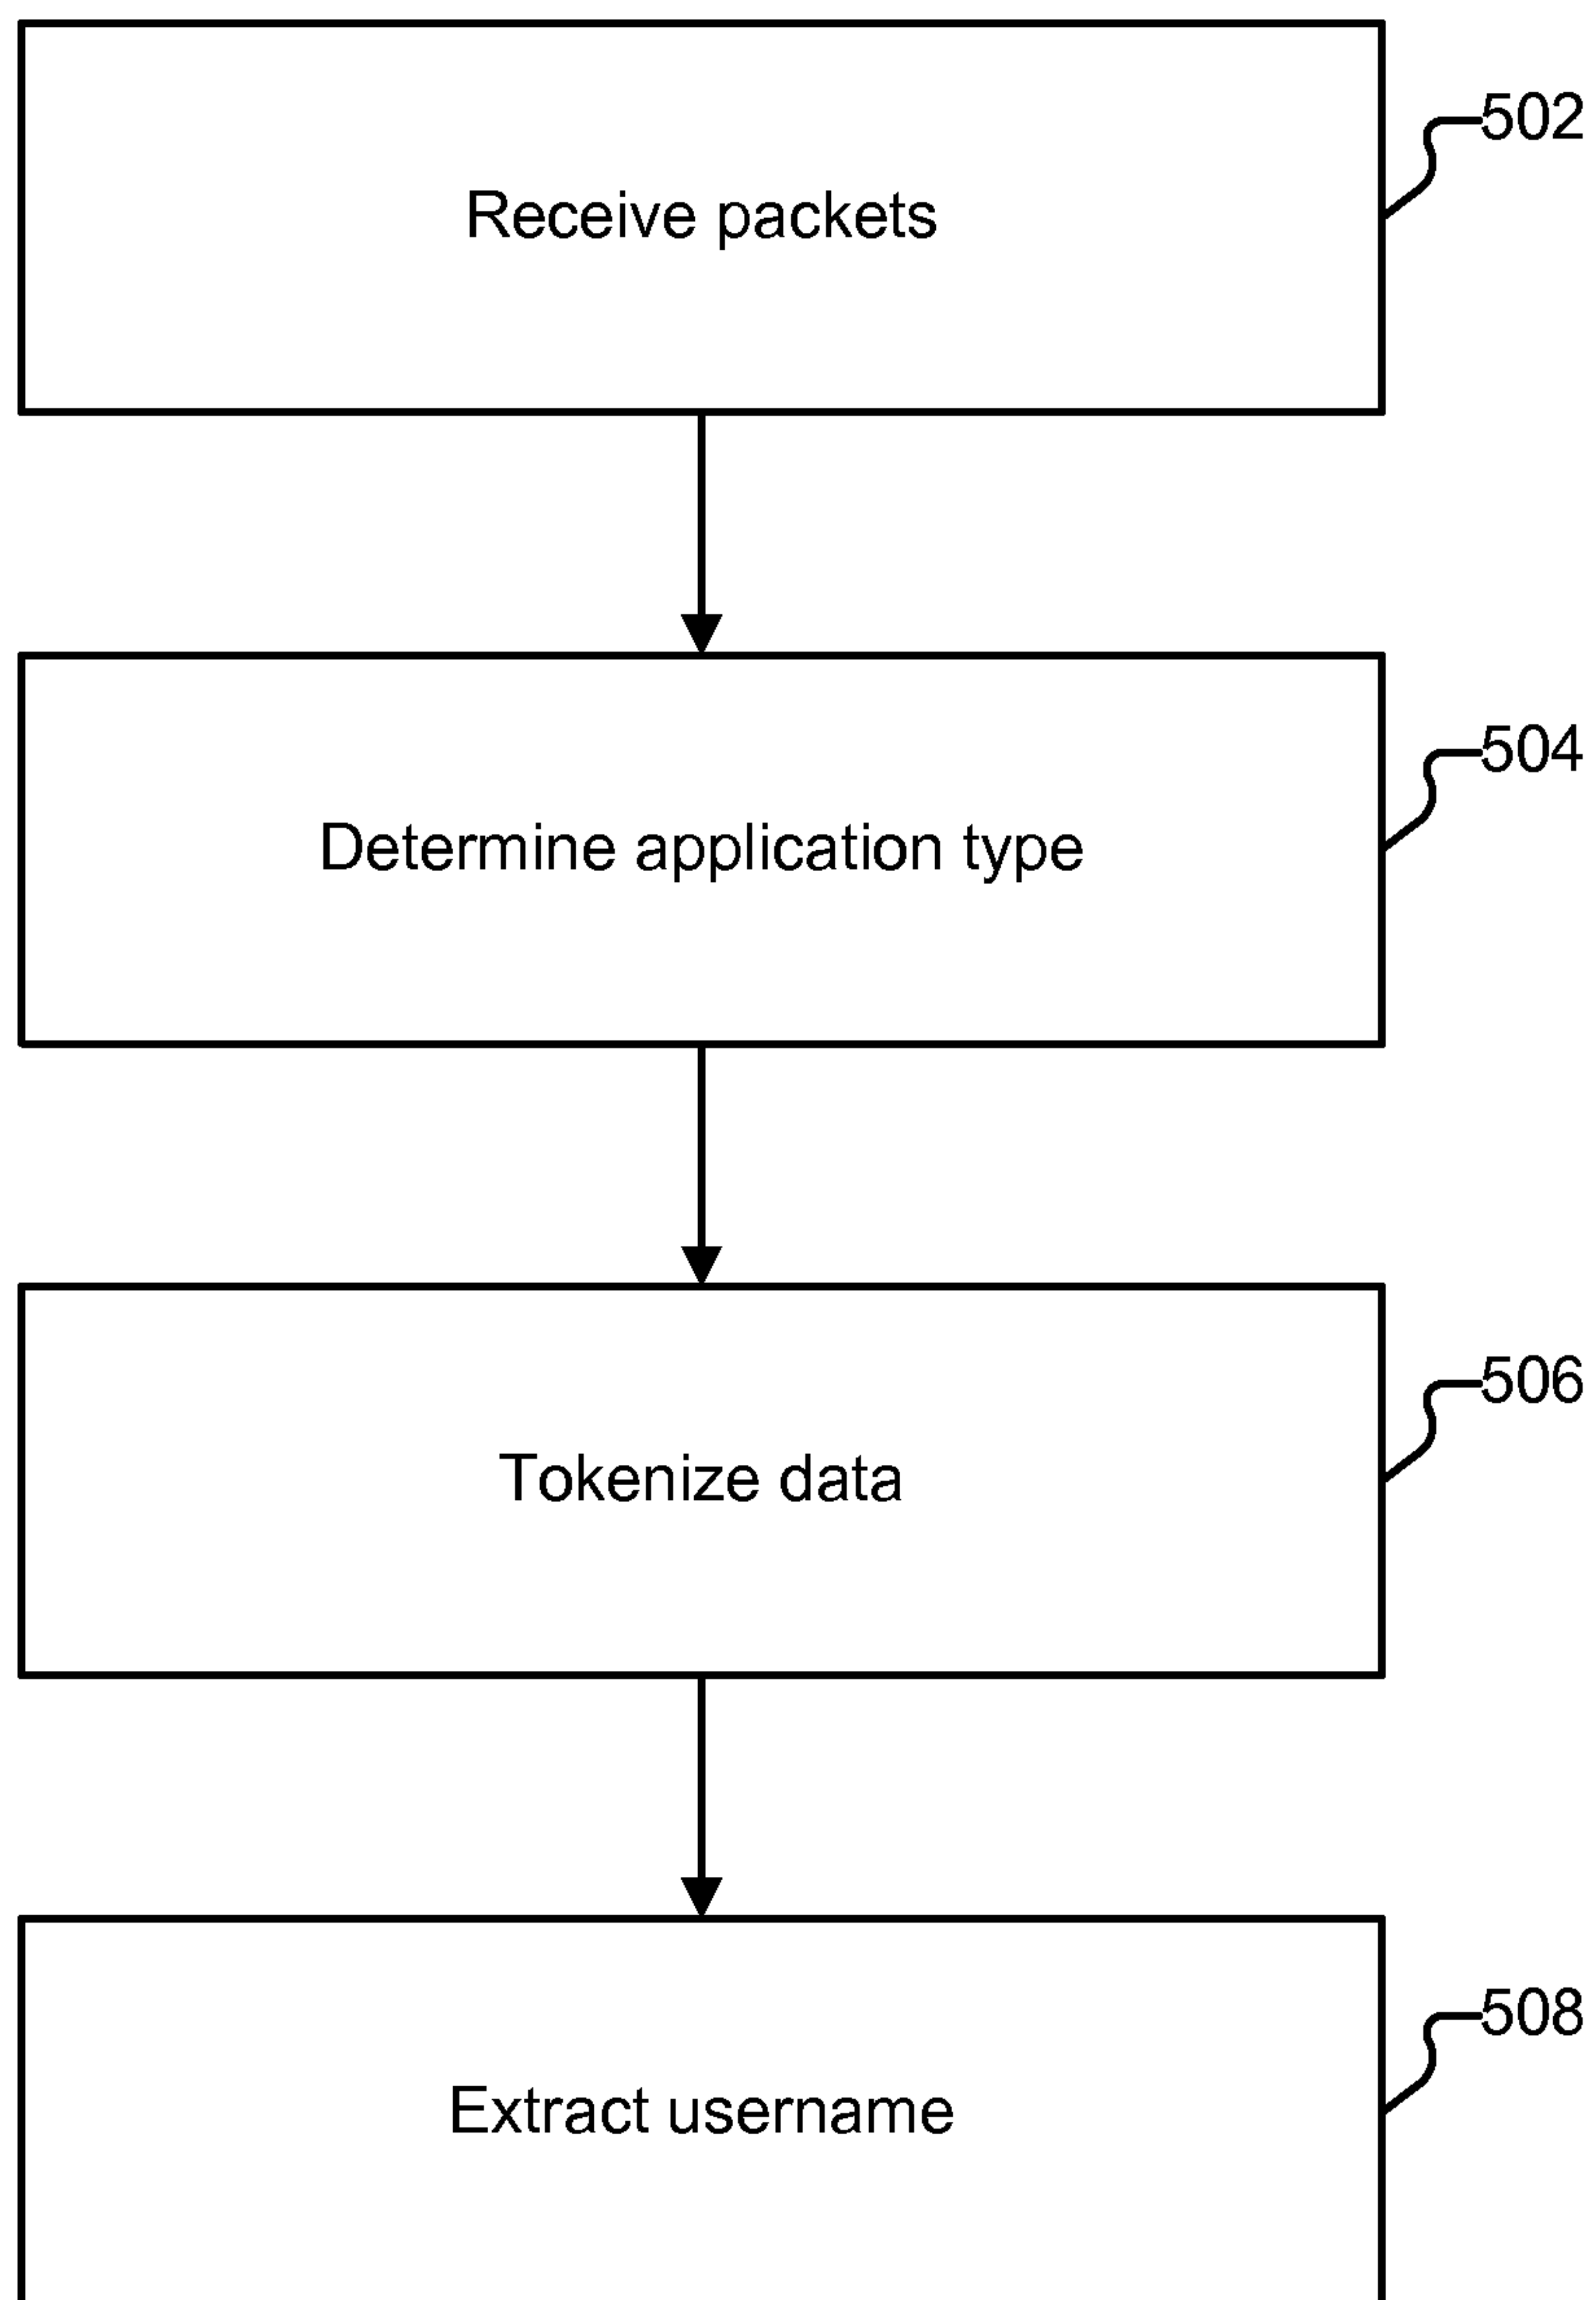 502
Receive packets
504
Determine application type
506
Tokenize data
508
Extract username